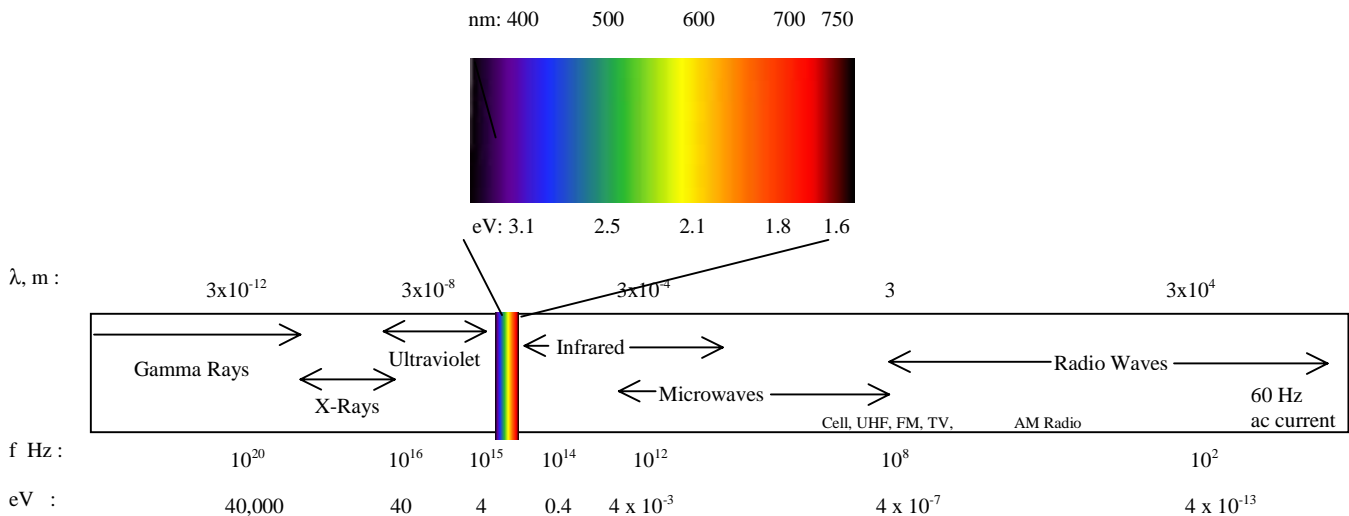 nm: 400 500 600 700 750
eV: 3.1 2.5 2.1 1.8 1.6
λ, m :
3x10⁻¹² 3x10⁻⁸ 3x10⁻⁴ 3 3x10⁴
Ultraviolet Infrared Radio Waves
Gamma Rays
X-Rays Microwaves 60 Hz
Cell, UHF, FM, TV, AM Radio ac current
f Hz :
10²⁰ 10¹⁶ 10¹⁵ 10¹⁴ 10¹² 10⁸ 10²
eV :
40,000 40 4 0.4 4 x 10⁻³ 4 x 10⁻⁷ 4 x 10⁻¹³